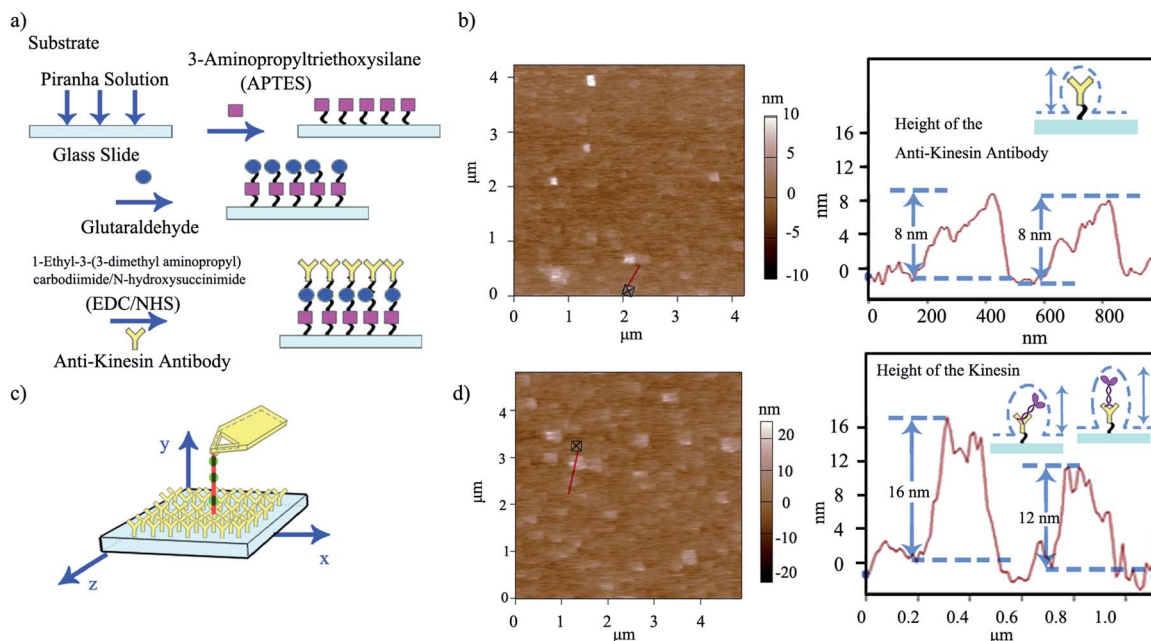 a)
Substrate
Piranha Solution
3-Aminopropyltriethoxysilane
(APTES)
Glass Slide
Glutaraldehyde
1-Ethyl-3-(3-dimethyl aminopropyl)
carbodiimide/N-hydroxysuccinimide
(EDC/NHS)
Anti-Kinesin Antibody
b)
4
3
2
1
0
μm
0
1
2
3
4
μm
nm
10
5
0
-5
-10
Height of the
Anti-Kinesin Antibody
16
12
8
4
0
nm
8 nm
8 nm
0
200
400
600
800
nm
c)
y
x
z
d)
4
3
2
1
0
μm
0
1
2
3
4
μm
nm
20
10
0
-10
-20
Height of the Kinesin
16
12
8
4
0
nm
16 nm
12 nm
0
0.2
0.4
0.6
0.8
1.0
μm